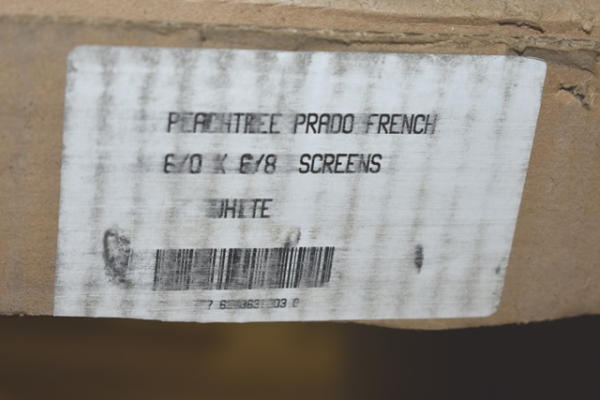 PEACHTREE PRADO FRENCH
6/0 X 6/8 SCREENS
WHITE